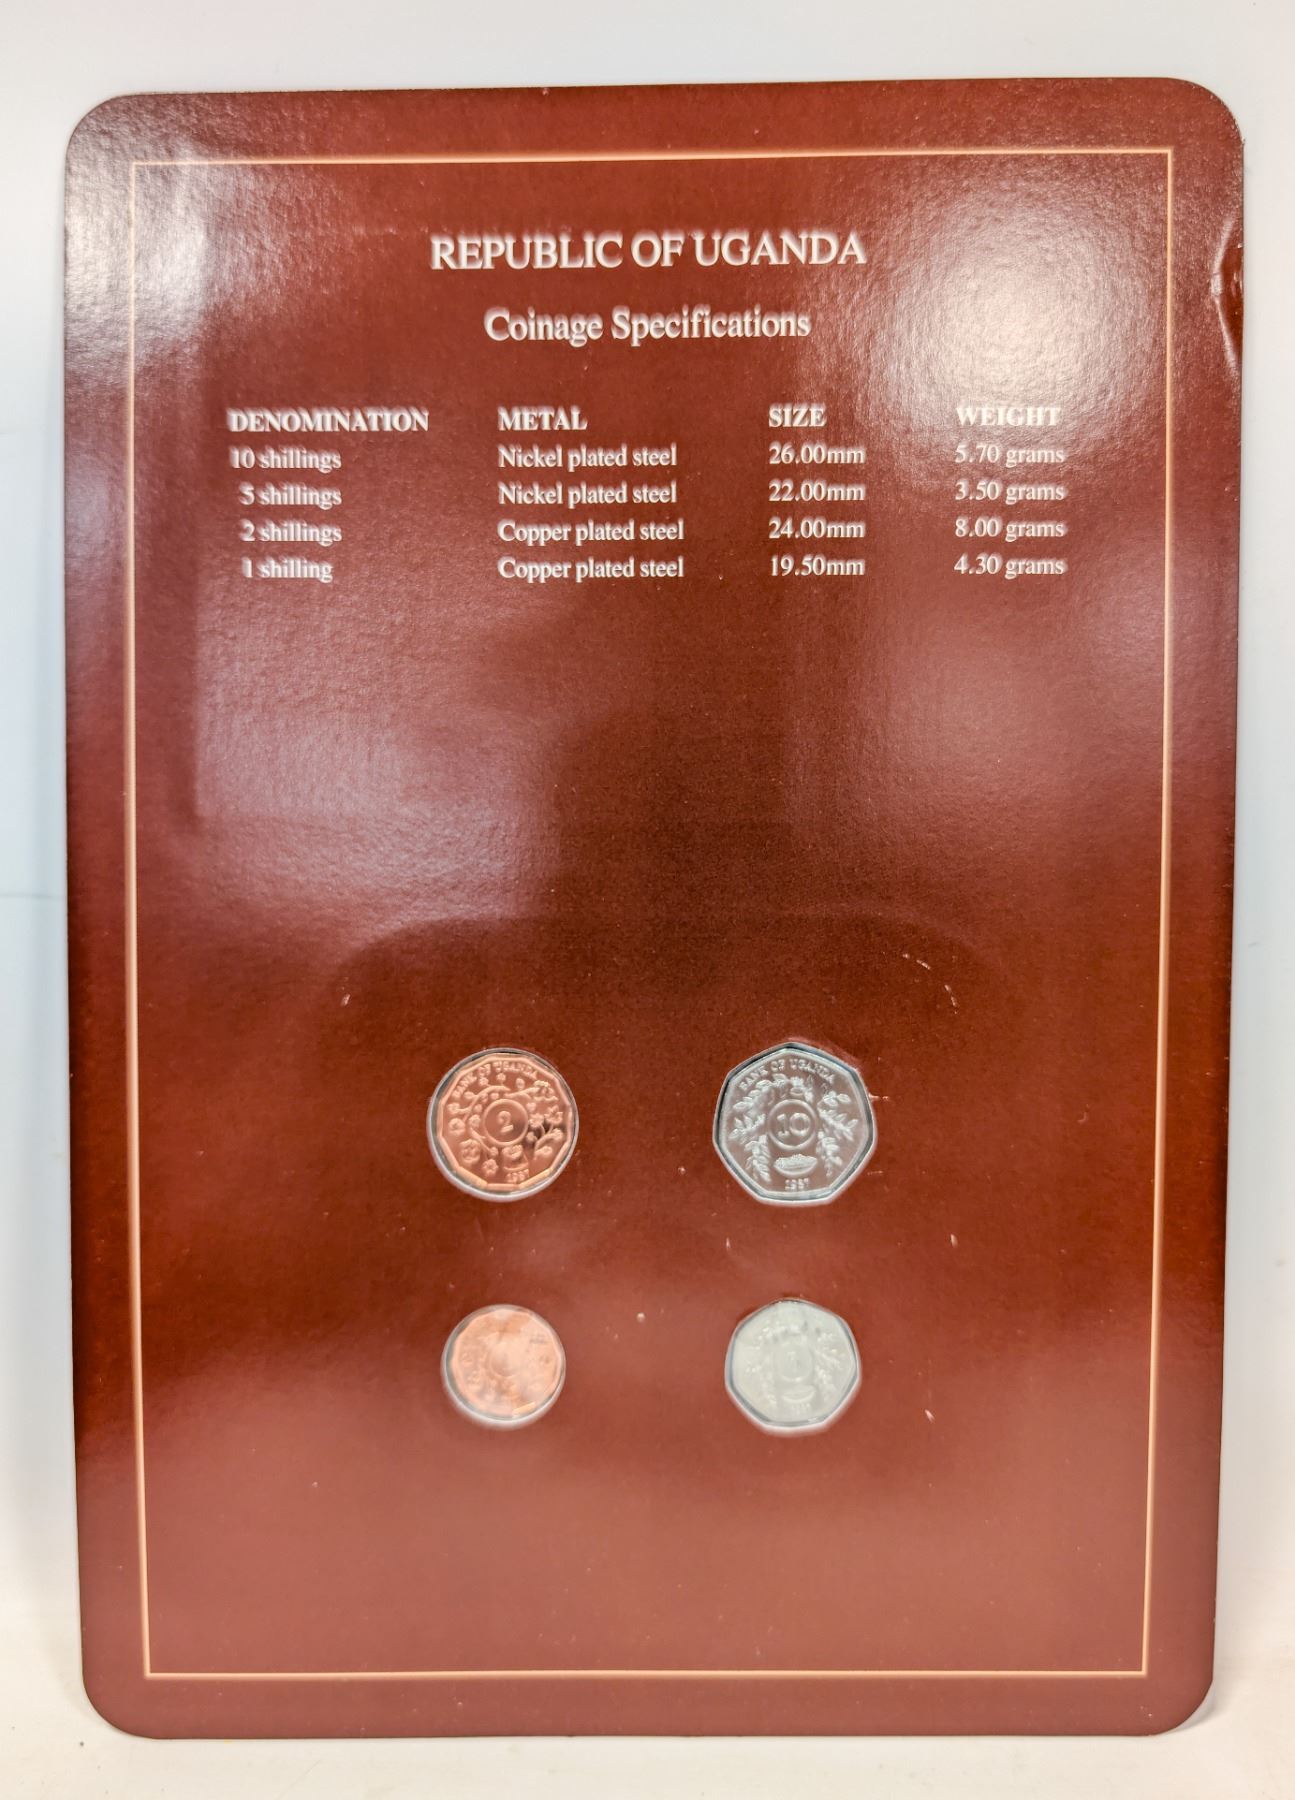 REPUBLIC OF UGANDA
Coinage Specifications
DENOMINATION METAL SIZE WEIGHT
10 shillings Nickel plated steel 26.00mm 5.70 grams
5 shillings Nickel plated steel 22.00mm 3.50 grams
2 shillings Copper plated steel 24.00mm 8.00 grams
1 shilling Copper plated steel 19.50mm 4.30 grams
BANK OF UGANDA
2
1987
BANK OF UGANDA
10
1987